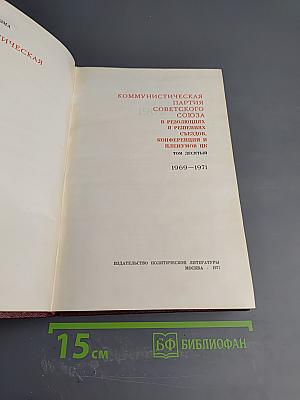 КОММУНИСТИЧЕСКАЯ
ПАРТИЯ
СОВЕТСКОГО
СОЮЗА
В РЕЗОЛЮЦИЯХ
И РЕШЕНИЯХ
СЪЕЗДОВ,
КОНФЕРЕНЦИЙ И
ПЛЕНУМОВ ЦК
ТОМ ДЕСЯТЫЙ
1969—1971
ИЗДАТЕЛЬСТВО ПОЛИТИЧЕСКОЙ ЛИТЕРАТУРЫ
МОСКВА · 1972
15 см
БФ БИБЛИОФАН